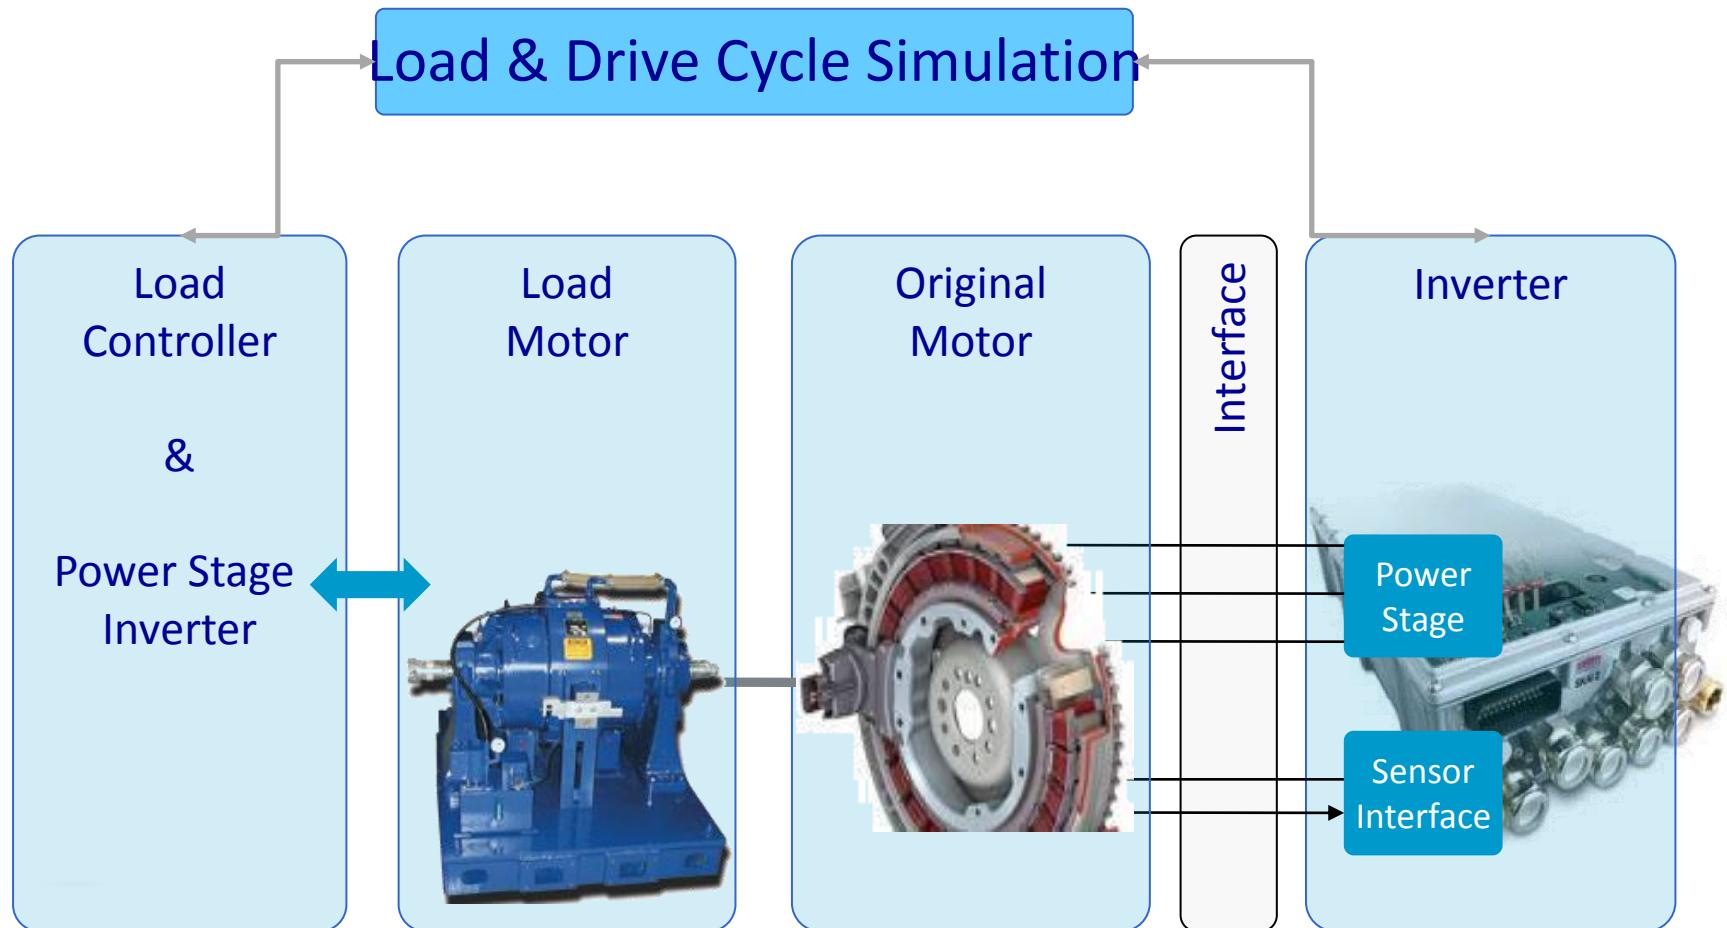 Load & Drive Cycle Simulation
Load
Controller
&
Power Stage
Inverter
Load
Motor
Original
Motor
Interface
Inverter
Power
Stage
Sensor
Interface